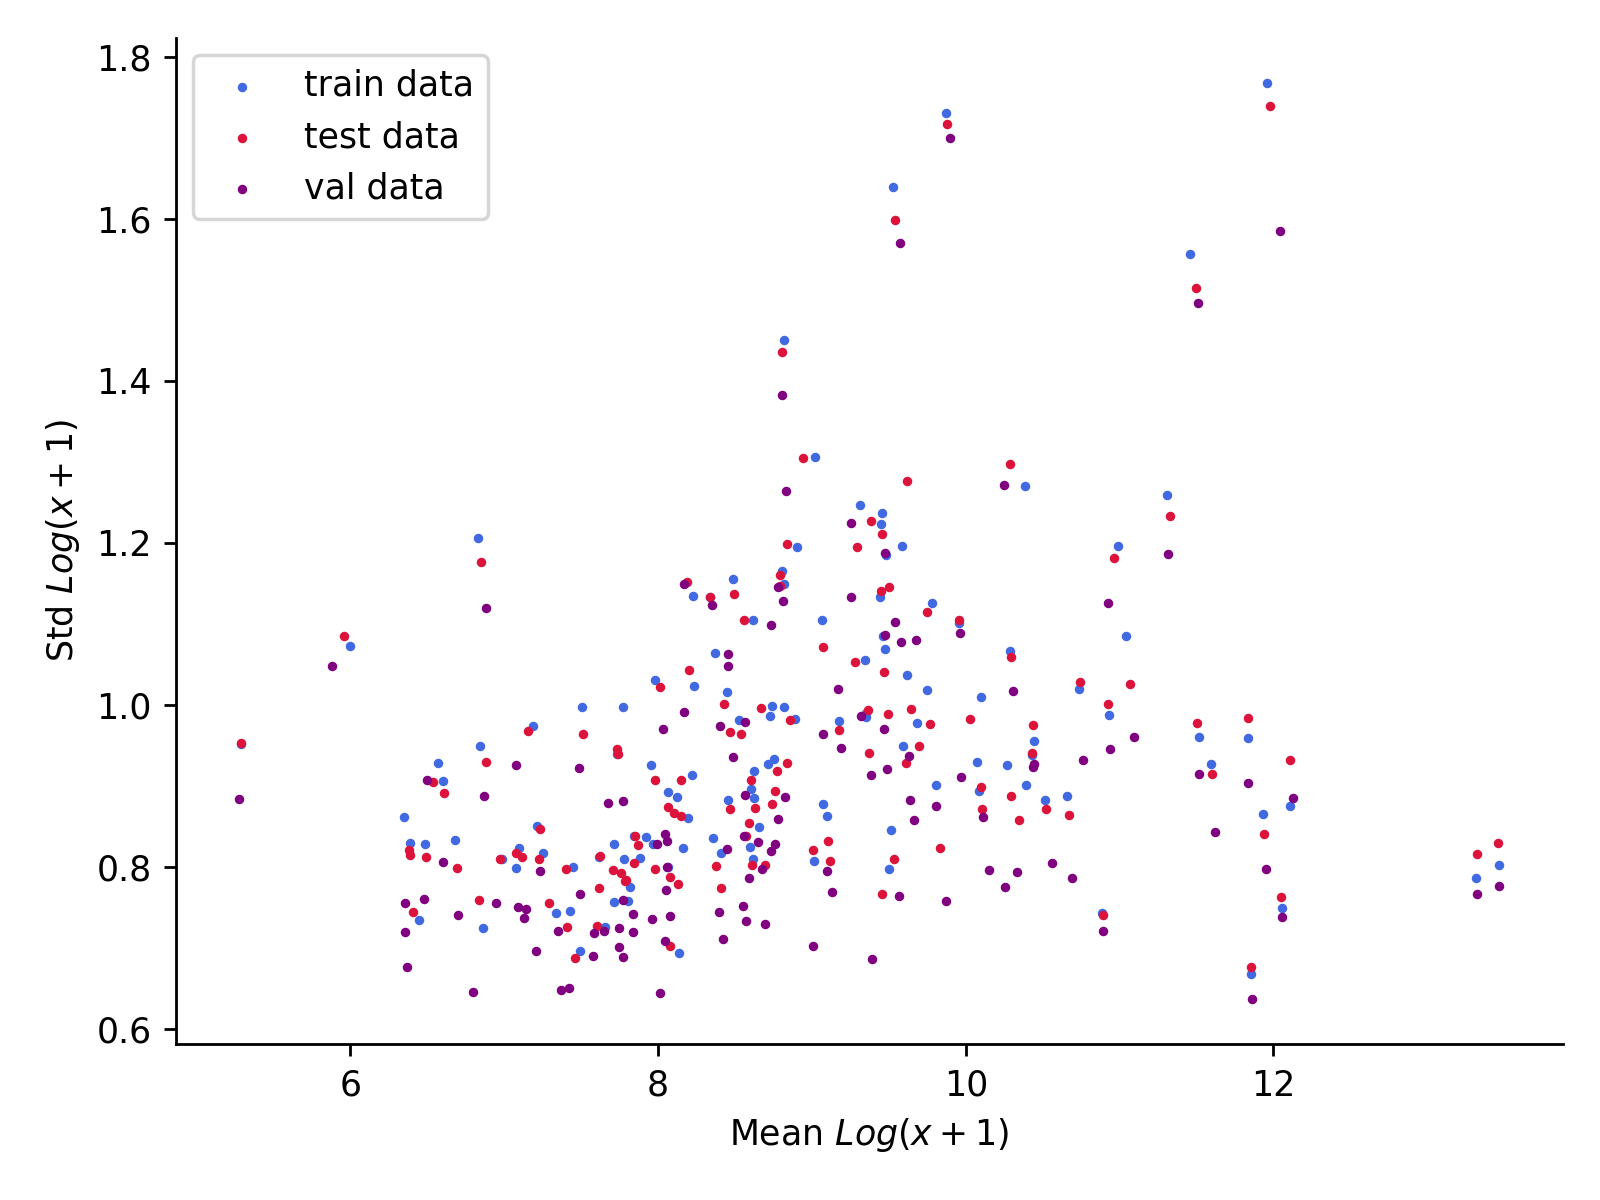 train data
test data
val data
1.8
1.6
1.4
1.2
1.0
0.8
0.6
Std Log(x + 1)
6 8 10 12
Mean Log(x + 1)